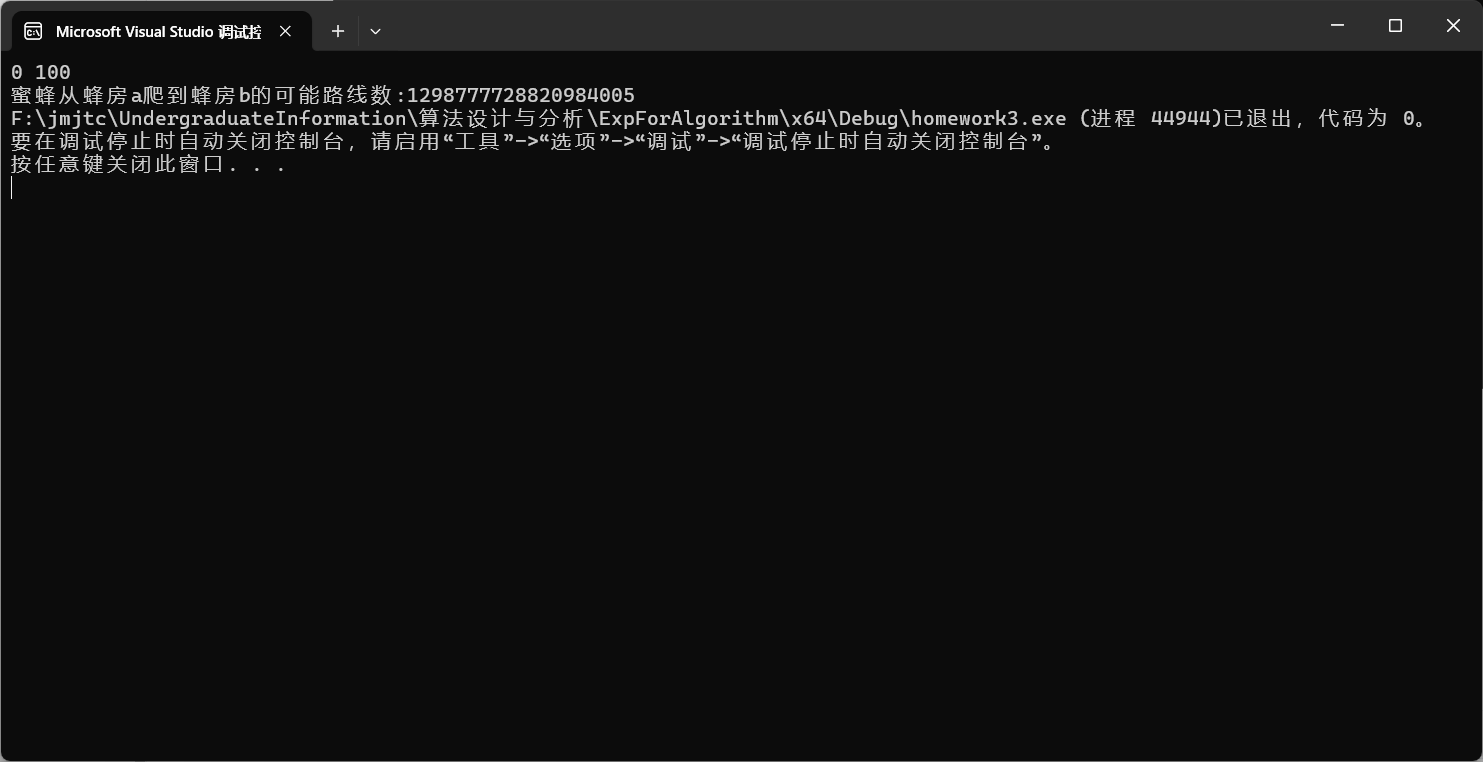 Microsoft Visual Studio 调试控
0 100
蜜蜂从蜂房a爬到蜂房b的可能路线数:1298777728820984005
F:\jmjtc\UndergraduateInformation\算法设计与分析\ExpForAlgorithm\x64\Debug\homework3.exe (进程 44944)已退出，代码为 0。
要在调试停止时自动关闭控制台，请启用“工具”->“选项”->“调试”->“调试停止时自动关闭控制台”。
按任意键关闭此窗口. . .